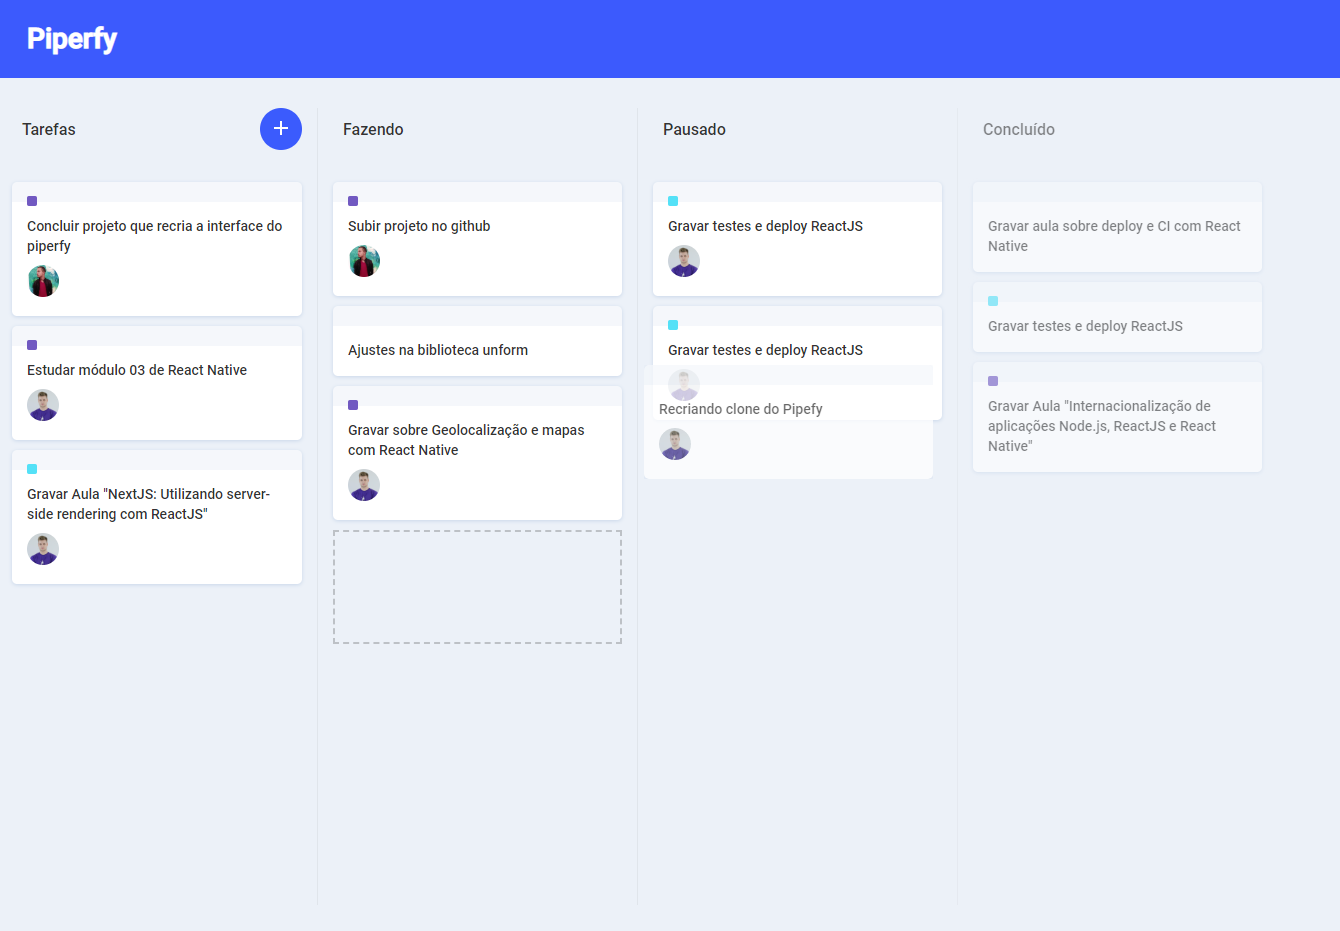 Piperfy
Tarefas
Concluir projeto que recria a interface do
piperfy
Estudar módulo 03 de React Native
Gravar Aula "NextJS: Utilizando server-
side rendering com ReactJS"
Fazendo
Subir projeto no github
Ajustes na biblioteca unform
Gravar sobre Geolocalização e mapas
com React Native
Pausado
Gravar testes e deploy ReactJS
Gravar testes e deploy ReactJS
Recriando clone do Pipefy
Concluído
Gravar aula sobre deploy e CI com React
Native
Gravar testes e deploy ReactJS
Gravar Aula "Internacionalização de
aplicações Node.js, ReactJS e React
Native"